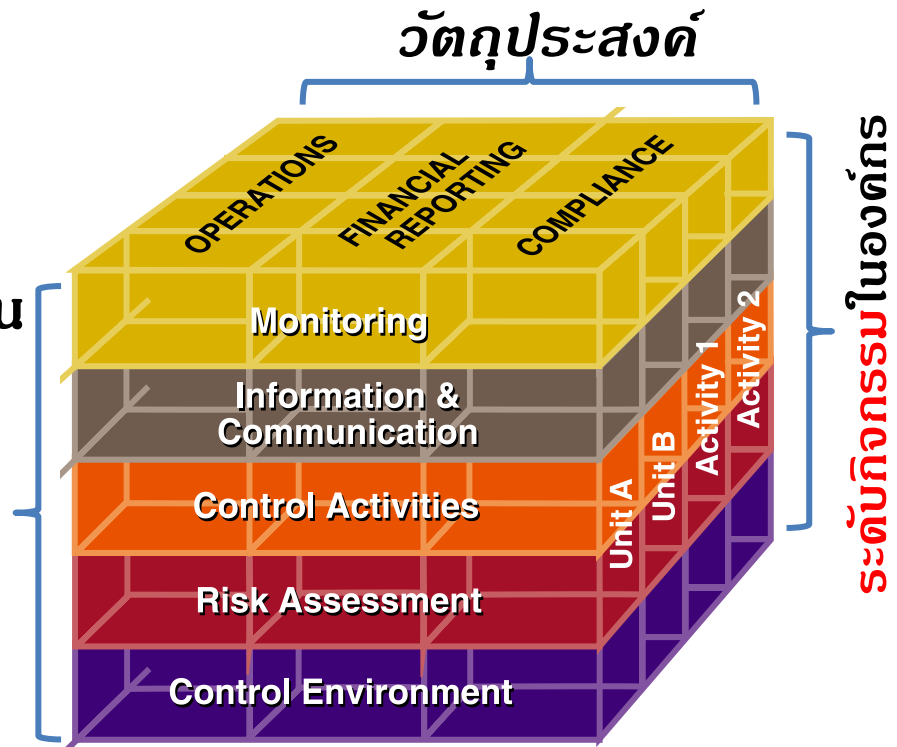 วัตถุประสงค์
OPERATIONS
FINANCIAL
REPORTING
COMPLIANCE
Monitoring
Information &
Communication
Control Activities
Risk Assessment
Control Environment
Unit A
Unit B
Activity 1
Activity 2
ระดับกิจกรรมในองค์กร